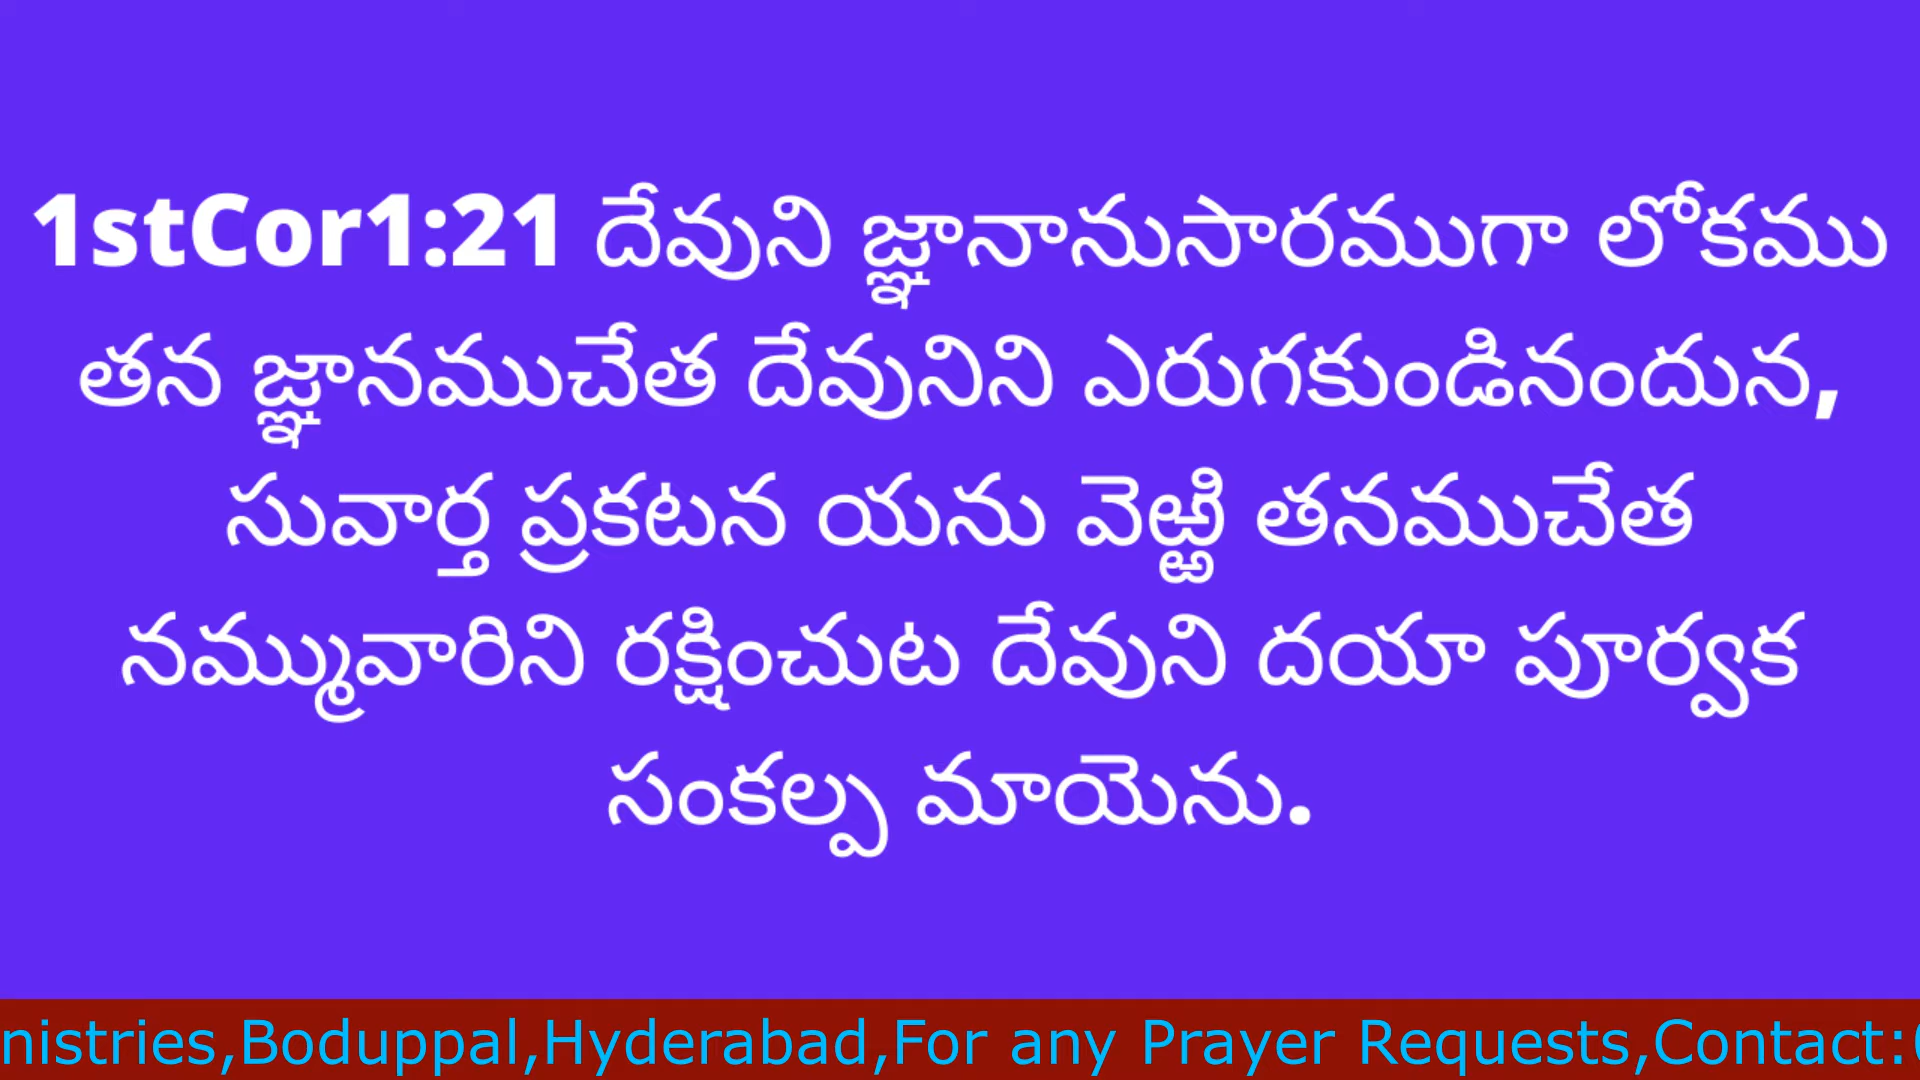 1stCor1:21 దేవుని జ్ఞానానుసారముగా లోకము
తన జ్ఞానముచేత దేవునిని ఎరుగకుండినందున,
సువార్త ప్రకటన యను వెఱ్ఱి తనముచేత
నమ్మువారిని రక్షించుట దేవుని దయా పూర్వక
సంకల్ప మాయెను.
nistries,Boduppal,Hyderabad,For any Prayer Requests,Contact: